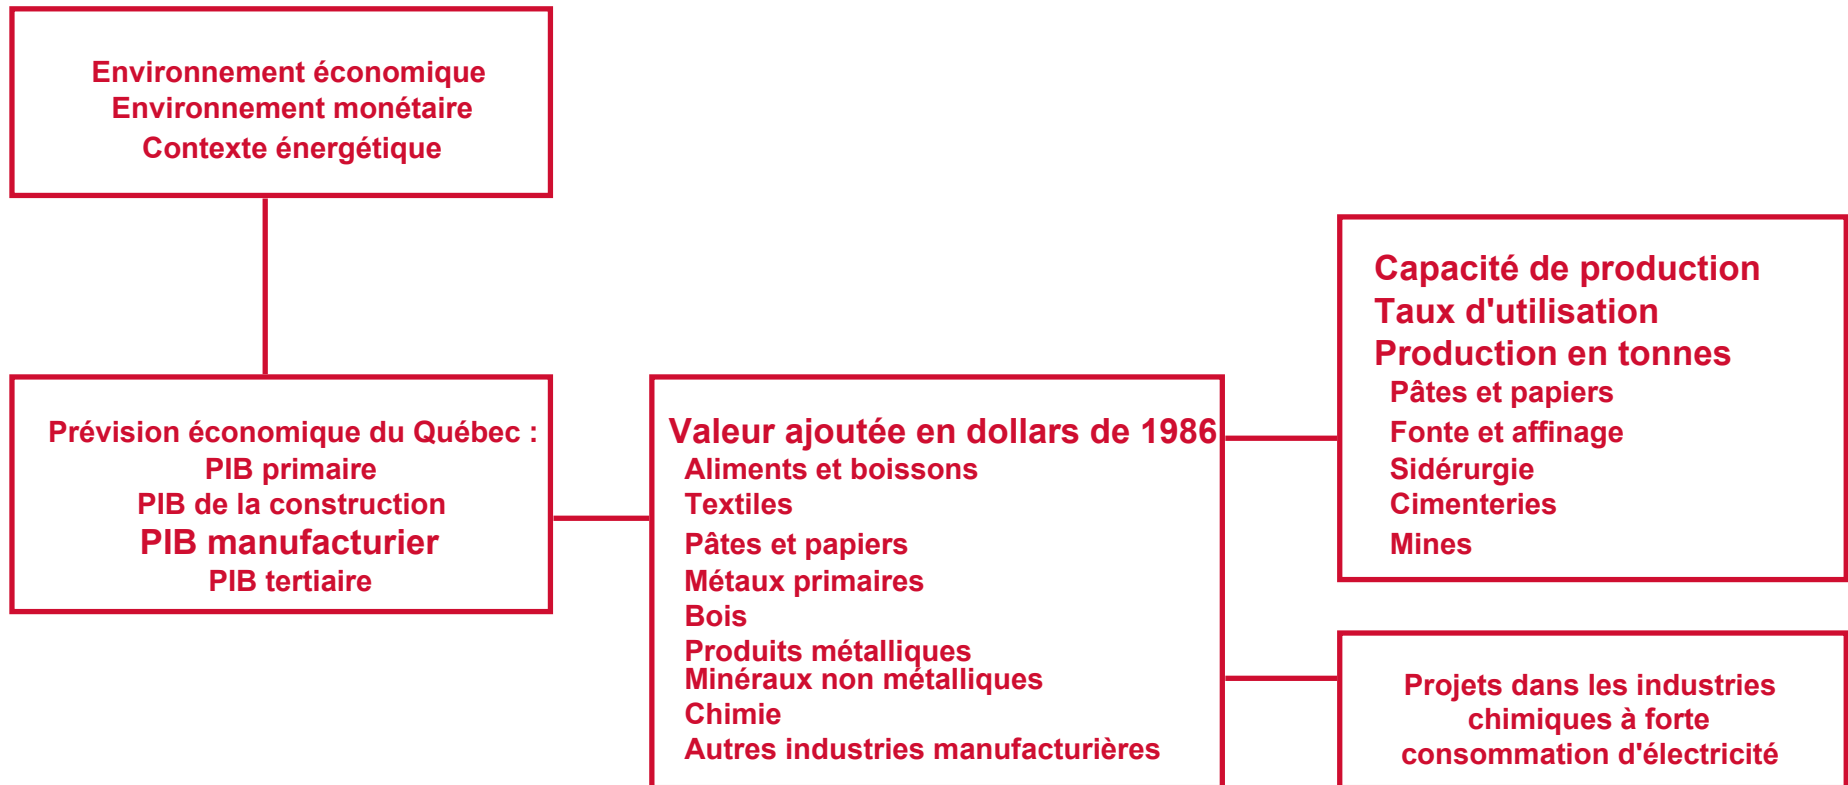 Environnement économique
Environnement monétaire
Contexte énergétique
Prévision économique du Québec :
PIB primaire
PIB de la construction
PIB manufacturier
PIB tertiaire
Valeur ajoutée en dollars de 1986
Aliments et boissons
Textiles
Pâtes et papiers
Métaux primaires
Bois
Produits métalliques
Minéraux non métalliques
Chimie
Autres industries manufacturières
Capacité de production
Taux d'utilisation
Production en tonnes
Pâtes et papiers
Fonte et affinage
Sidérurgie
Cimenteries
Mines
Projets dans les industries
chimiques à forte
consommation d'électricité